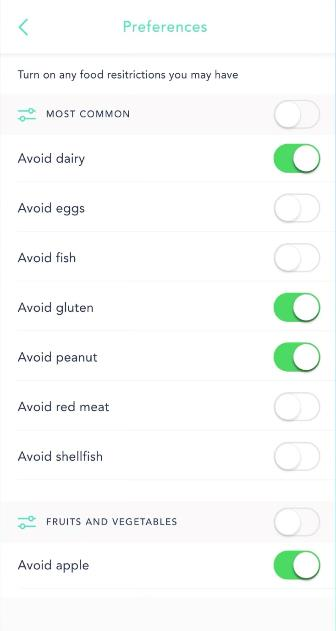 Preferences
Turn on any food resitrictions you may have
MOST COMMON
Avoid dairy
Avoid eggs
Avoid fish
Avoid gluten
Avoid peanut
Avoid red meat
Avoid shellfish
FRUITS AND VEGETABLES
Avoid apple